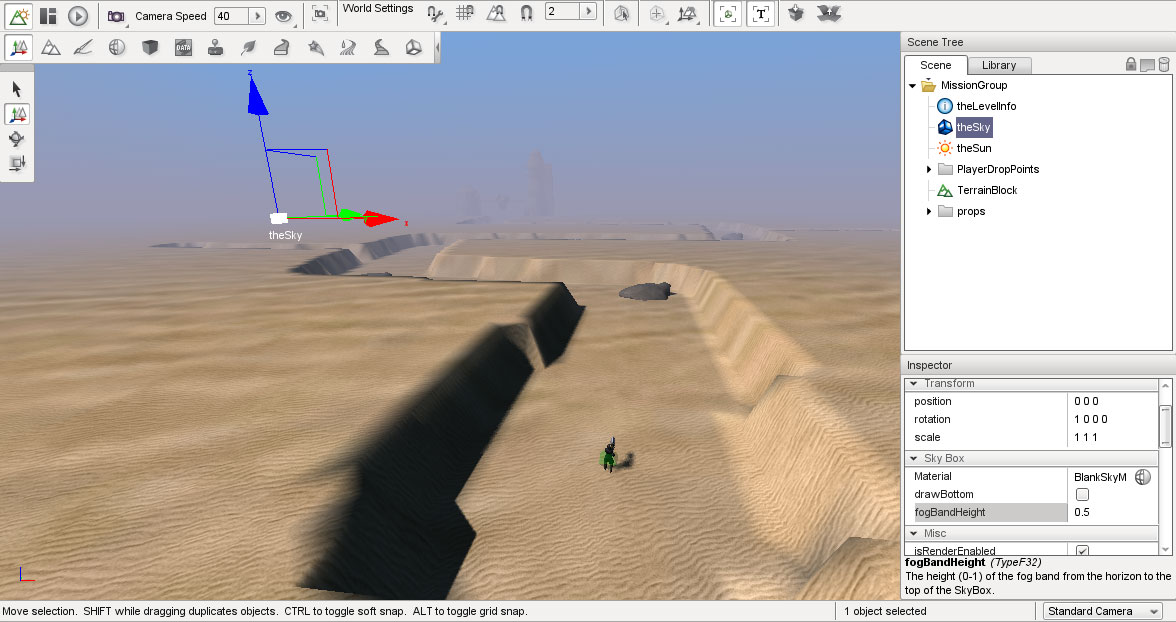 Camera Speed 40 World Settings 2 T
DATA
z
x
theSky
Scene Tree
Scene Library
MissionGroup
theLevelInfo
theSky
theSun
PlayerDropPoints
TerrainBlock
props
Inspector
Transform
position 0 0 0
rotation 1 0 0 0
scale 1 1 1
Sky Box
Material BlankSkyM
drawBottom
fogBandHeight 0.5
Misc
isRenderEnabled
fogBandHeight (TypeF32)
The height (0-1) of the fog band from the horizon to the
top of the SkyBox.
Move selection. SHIFT while dragging duplicates objects. CTRL to toggle soft snap. ALT to toggle grid snap. 1 object selected Standard Camera